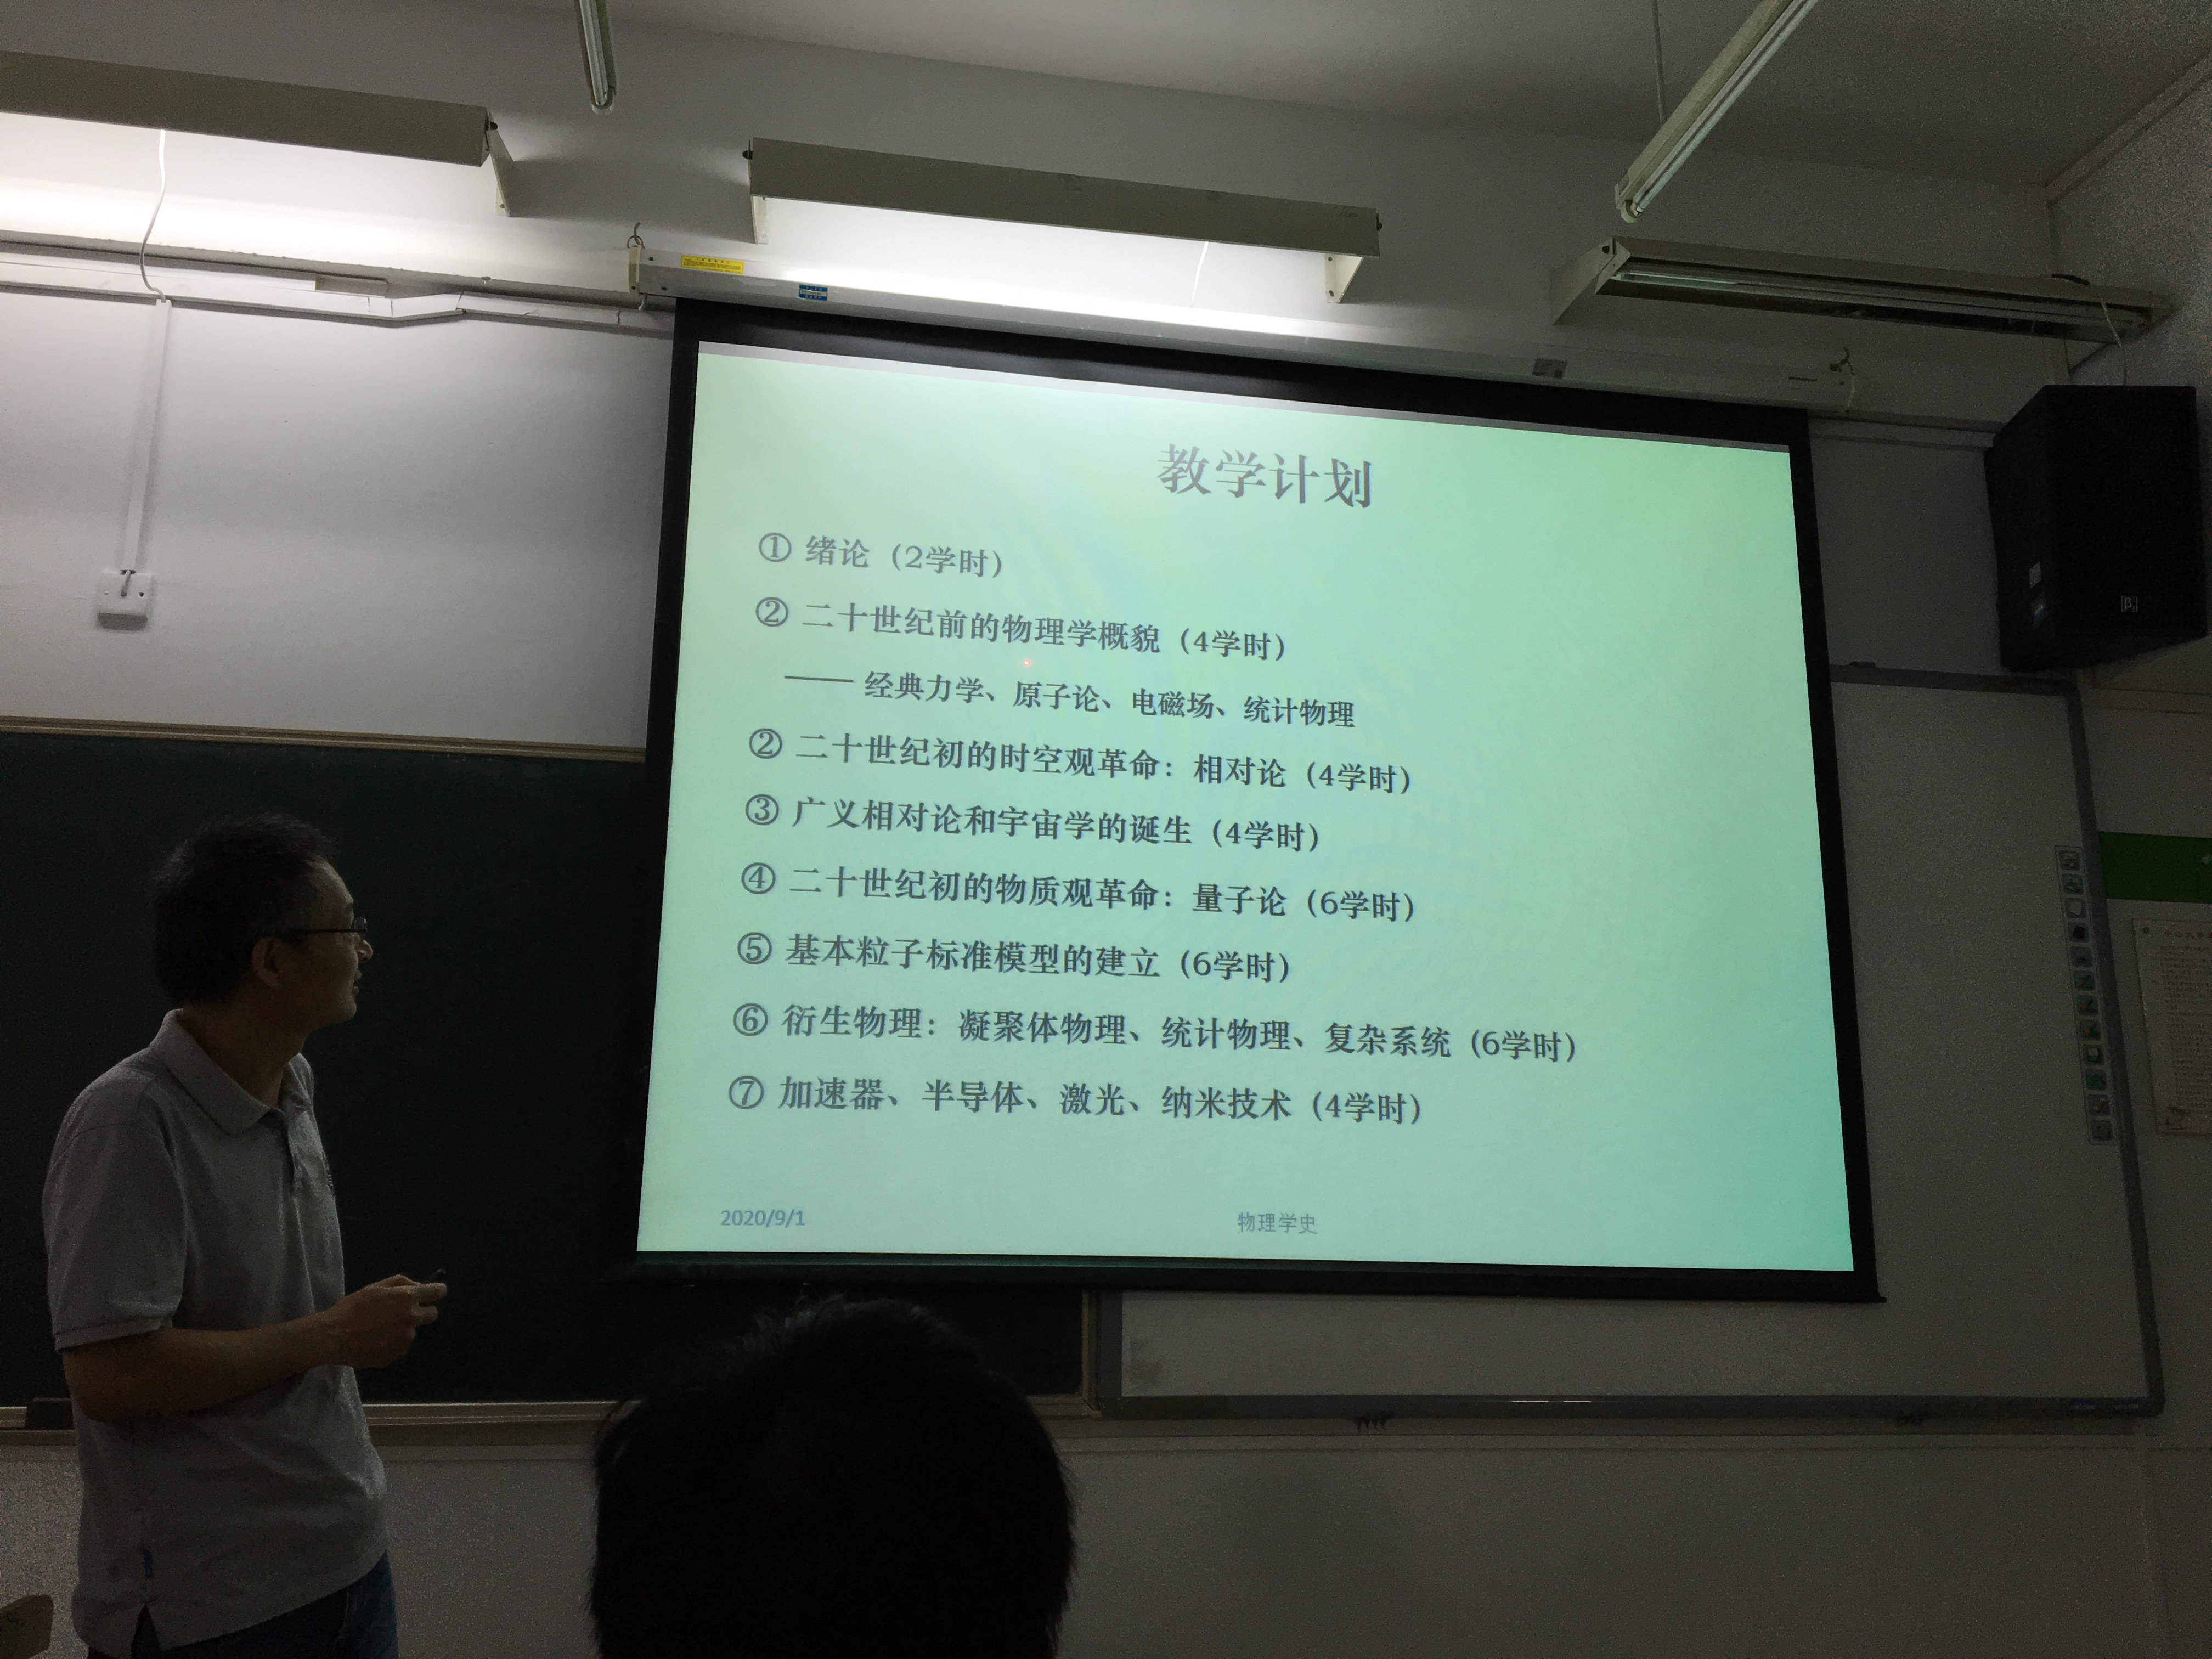 教学计划
① 绪论（2学时）
② 二十世纪前的物理学概貌（4学时）
—— 经典力学、原子论、电磁场、统计物理
② 二十世纪初的时空观革命：相对论（4学时）
③ 广义相对论和宇宙学的诞生（4学时）
④ 二十世纪初的物质观革命：量子论（6学时）
⑤ 基本粒子标准模型的建立（6学时）
⑥ 衍生物理：凝聚体物理、统计物理、复杂系统（6学时）
⑦ 加速器、半导体、激光、纳米技术（4学时）
2020/9/1
物理学史